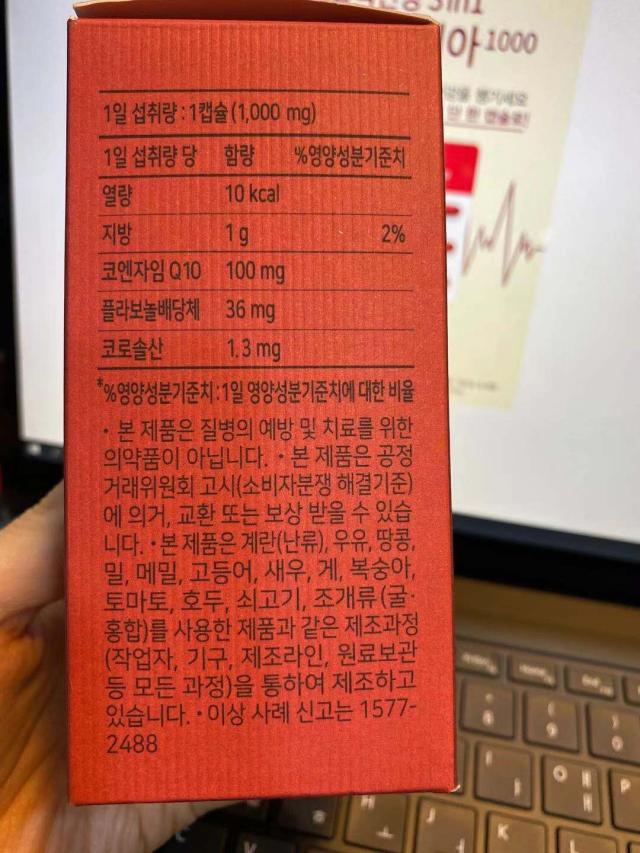 3in1
아1000
1일 섭취량 : 1캡슐 (1,000 mg)
1일 섭취량 당 함량 %영양성분기준치
열량 10 kcal
지방 1 g 2%
코엔자임 Q10 100 mg
플라보놀배당체 36 mg
코로솔산 1.3 mg
*%영양성분기준치:1일 영양성분기준치에 대한 비율
• 본 제품은 질병의 예방 및 치료를 위한
의약품이 아닙니다. • 본 제품은 공정
거래위원회 고시(소비자분쟁 해결기준)
에 의거, 교환 또는 보상 받을 수 있습
니다. • 본 제품은 계란(난류), 우유, 땅콩,
밀, 메밀, 고등어, 새우, 게, 복숭아,
토마토, 호두, 쇠고기, 조개류(굴·
홍합)를 사용한 제품과 같은 제조과정
(작업자, 기구, 제조라인, 원료보관
등 모든 과정)을 통하여 제조하고
있습니다. • 이상 사례 신고는 1577-
2488